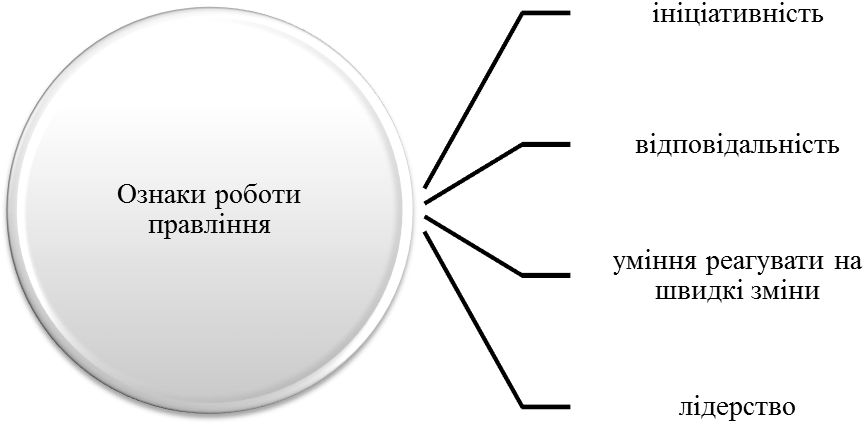 Ознаки роботи
правління
ініціативність
відповідальність
уміння реагувати на
швидкі зміни
лідерство